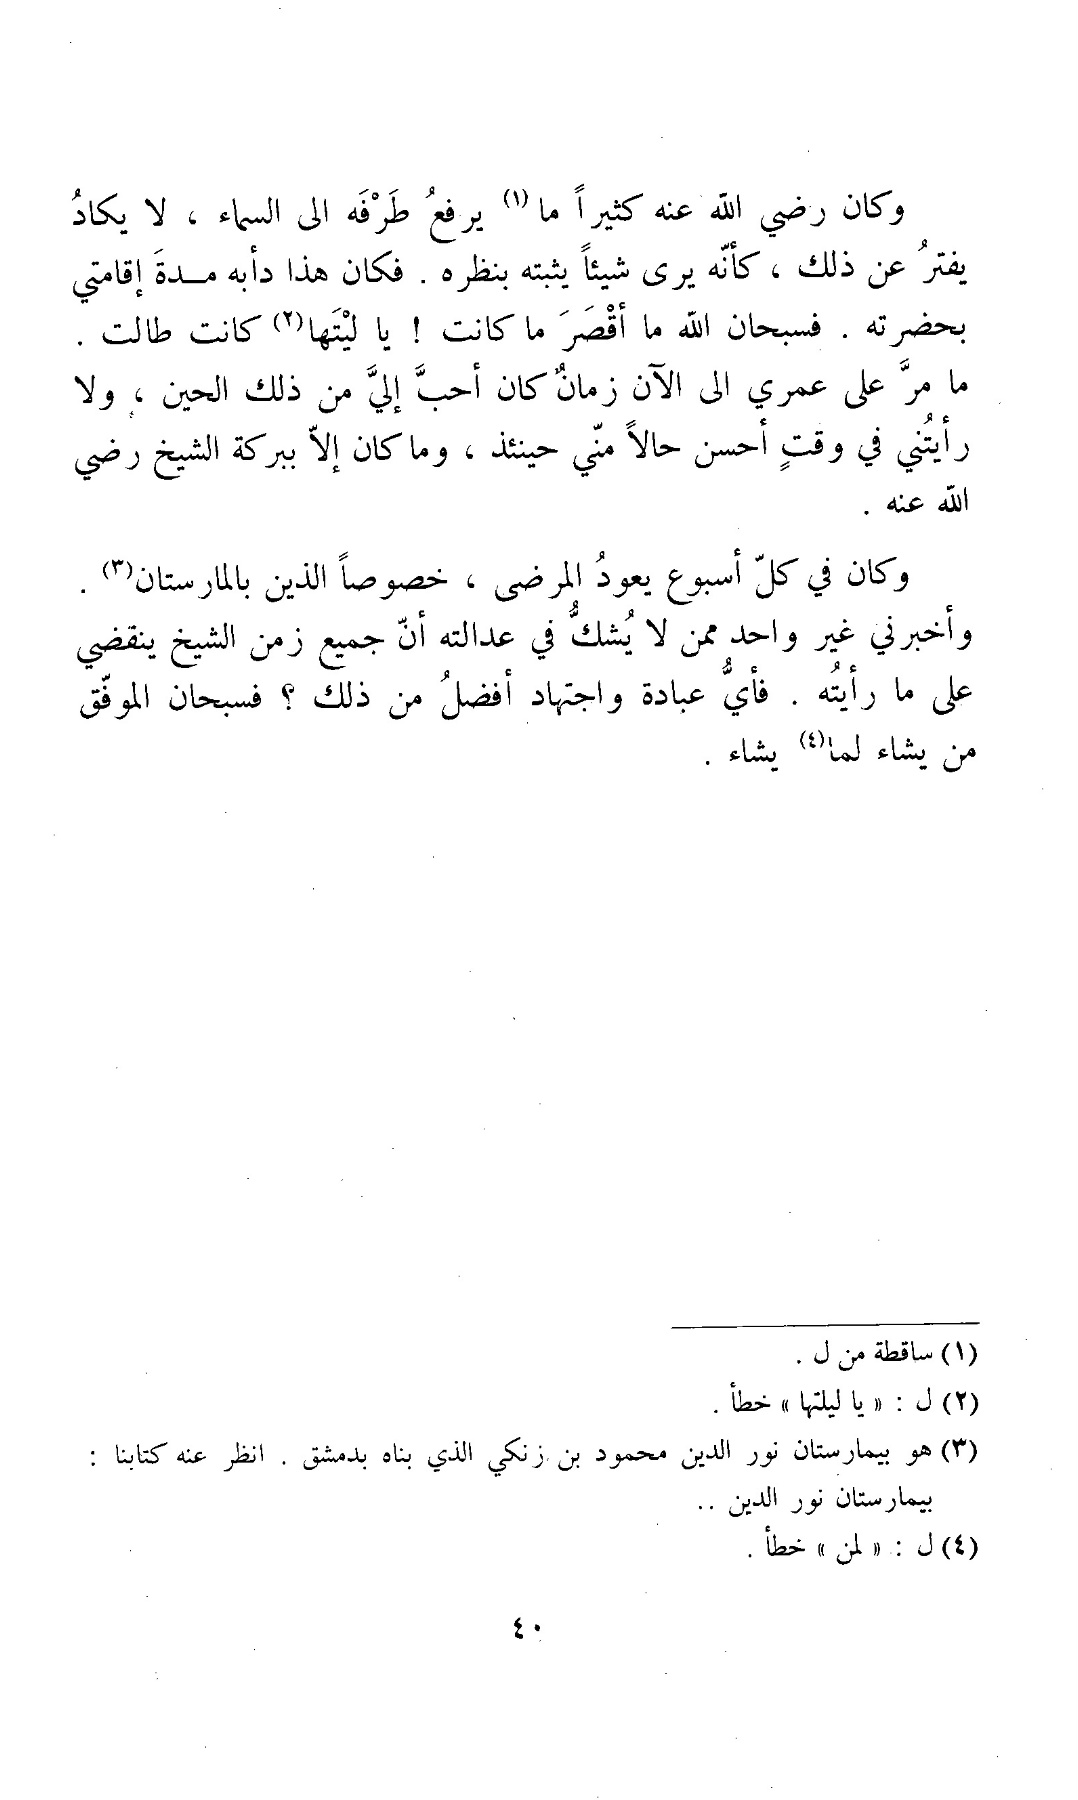 وكان رضي الله عنه كثيراً ما(١) يرفعُ طَرْفَه الى السماء ، لا يكادُ
يفترُ عن ذلك ، كأنّه يرى شيئاً يثبته بنظره . فكان هذا دأبه مـدةَ إقامتي
بحضرته . فسبحان الله ما أقْصَرَ ما كانت ! يا ليْتَها(٢) كانت طالت .
ما مرَّ على عمري الى الآن زمانٌ كان أحبَّ إليَّ من ذلك الحين ، ولا
رأيتُني في وقتٍ أحسن حالاً منّي حينئذ ، وما كان إلاّ ببركة الشيخ رضي
الله عنه .
وكان في كلّ أسبوع يعودُ المرضى ، خصوصاً الذين بالمارستان(٣) .
وأخبرني غير واحد ممن لا يُشكُّ في عدالته أنّ جميع زمن الشيخ ينقضي
على ما رأيتُه . فأيُّ عبادة واجتهاد أفضلُ من ذلك ؟ فسبحان الموفّق
من يشاء لما(٤) يشاء .
(١) ساقطة من ل .
(٢) ل : « يا ليلتها » خطأ .
(٣) هو بيمارستان نور الدين محمود بن زنكي الذي بناه بدمشق . انظر عنه كتابنا :
بيمارستان نور الدين ..
(٤) ل : « لمن » خطأ .
٤٠